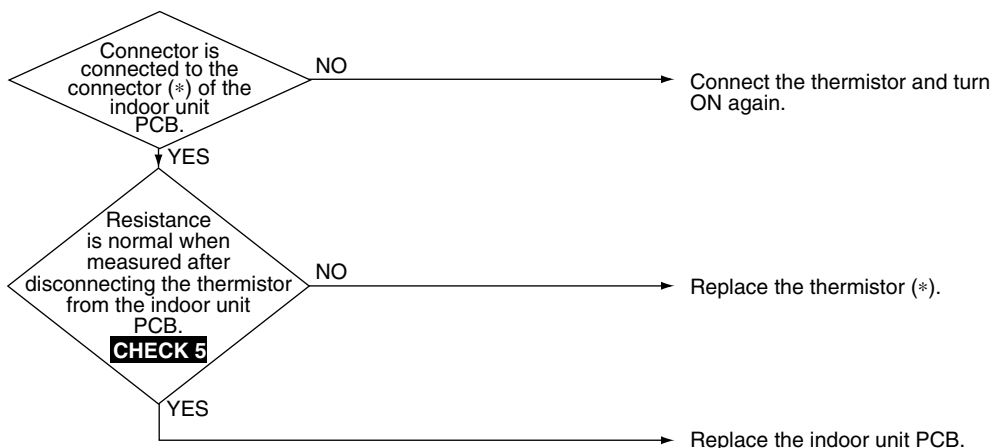 Connector is
connected to the
connector (*) of the
indoor unit
PCB.
NO
Connect the thermistor and turn
ON again.
YES
Resistance
is normal when
measured after
disconnecting the thermistor
from the indoor unit
PCB.
CHECK 5
NO
Replace the thermistor (*).
YES
Replace the indoor unit PCB.